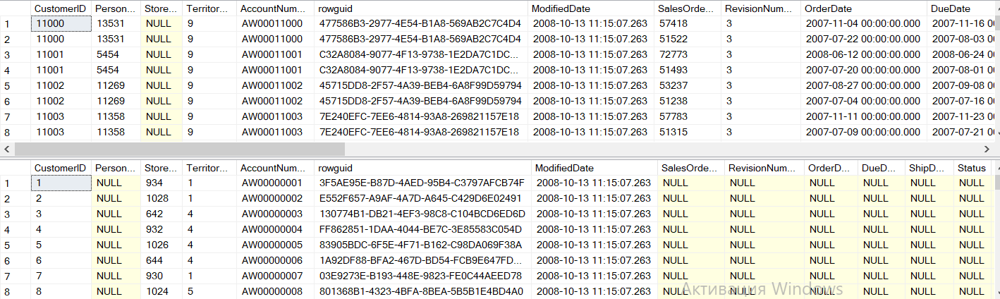 CustomerID Person... Store... Territor... AccountNum... rowguid ModifiedDate SalesOrde... RevisionNum... OrderDate DueDate
1 11000 13531 NULL 9 AW00011000 477586B3-2977-4E54-B1A8-569AB2C7C4D4 2008-10-13 11:15:07.263 57418 3 2007-11-04 00:00:00.000 2007-11-16 00
2 11000 13531 NULL 9 AW00011000 477586B3-2977-4E54-B1A8-569AB2C7C4D4 2008-10-13 11:15:07.263 51522 3 2007-07-22 00:00:00.000 2007-08-03 00
3 11001 5454 NULL 9 AW00011001 C32A8084-9077-4F13-9738-1E2DA7C1DC... 2008-10-13 11:15:07.263 72773 3 2008-06-12 00:00:00.000 2008-06-24 00
4 11001 5454 NULL 9 AW00011001 C32A8084-9077-4F13-9738-1E2DA7C1DC... 2008-10-13 11:15:07.263 51493 3 2007-07-20 00:00:00.000 2007-08-01 00
5 11002 11269 NULL 9 AW00011002 45715DD8-2F57-4A39-BEB4-6A8F99D59794 2008-10-13 11:15:07.263 53237 3 2007-08-27 00:00:00.000 2007-09-08 00
6 11002 11269 NULL 9 AW00011002 45715DD8-2F57-4A39-BEB4-6A8F99D59794 2008-10-13 11:15:07.263 51238 3 2007-07-04 00:00:00.000 2007-07-16 00
7 11003 11358 NULL 9 AW00011003 7E240EFC-7EE6-4814-93A8-269821157E18 2008-10-13 11:15:07.263 57783 3 2007-11-11 00:00:00.000 2007-11-23 00
8 11003 11358 NULL 9 AW00011003 7E240EFC-7EE6-4814-93A8-269821157E18 2008-10-13 11:15:07.263 51315 3 2007-07-09 00:00:00.000 2007-07-21 00
CustomerID Person... Store... Territor... AccountNum... rowguid ModifiedDate SalesOrde... RevisionNum... OrderD... DueD... ShipD... Status
1 1 NULL 934 1 AW00000001 3F5AE95E-B87D-4AED-95B4-C3797AFCB74F 2008-10-13 11:15:07.263 NULL NULL NULL NULL NULL NULL
2 2 NULL 1028 1 AW00000002 E552F657-A9AF-4A7D-A645-C429D6E02491 2008-10-13 11:15:07.263 NULL NULL NULL NULL NULL NULL
3 3 NULL 642 4 AW00000003 130774B1-DB21-4EF3-98C8-C104BCD6ED6D 2008-10-13 11:15:07.263 NULL NULL NULL NULL NULL NULL
4 4 NULL 932 4 AW00000004 FF862851-1DAA-4044-BE7C-3E85583C054D 2008-10-13 11:15:07.263 NULL NULL NULL NULL NULL NULL
5 5 NULL 1026 4 AW00000005 83905BDC-6F5E-4F71-B162-C98DA069F38A 2008-10-13 11:15:07.263 NULL NULL NULL NULL NULL NULL
6 6 NULL 644 4 AW00000006 1A92DF88-BFA2-467D-BD54-FCB9E647FD... 2008-10-13 11:15:07.263 NULL NULL NULL NULL NULL NULL
7 7 NULL 930 1 AW00000007 03E9273E-B193-448E-9823-FE0C44AEED78 2008-10-13 11:15:07.263 NULL NULL NULL NULL NULL NULL
8 8 NULL 1024 5 AW00000008 801368B1-4323-4BFA-8BEA-5B5B1E4BD4A0 2008-10-13 11:15:07.263 NULL NULL NULL NULL NULL NULL
Активация Windows